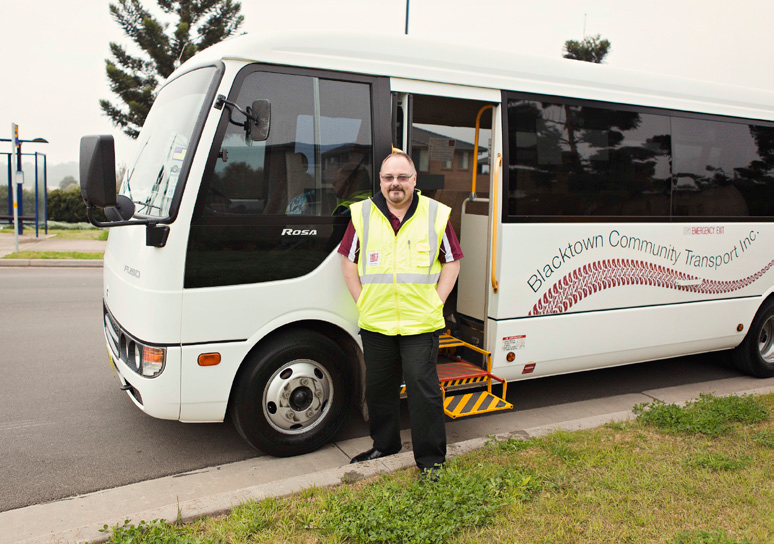 FUSO
ROSA
EMERGENCY EXIT
Blacktown Community Transport Inc.